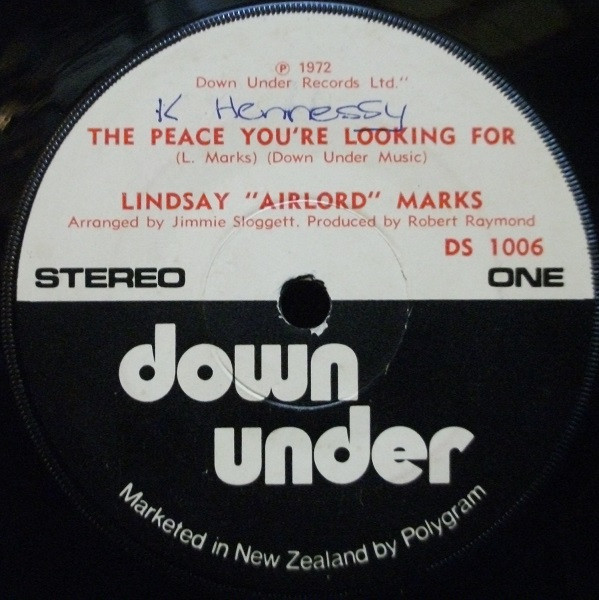 ℗ 1972
Down Under Records Ltd."
K Hennessy
THE PEACE YOU'RE LOOKING FOR
(L. Marks) (Down Under Music)
LINDSAY "AIRLORD" MARKS
Arranged by Jimmie Sloggett. Produced by Robert Raymond
DS 1006
STEREO ONE
down
under
Marketed in New Zealand by Polygram